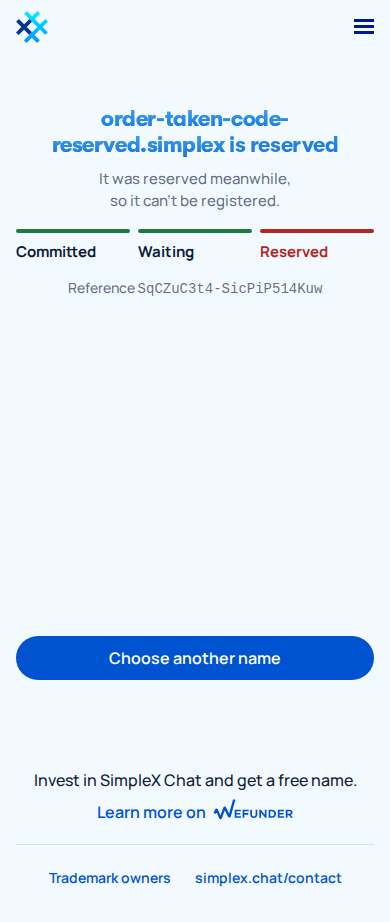 order-taken-code-
reserved.simplex is reserved
It was reserved meanwhile,
so it can't be registered.
Committed Waiting Reserved
Reference SqCZuC3t4-SicPiP514Kuw
Choose another name
Invest in SimpleX Chat and get a free name.
Learn more on WEFUNDER
Trademark owners simplex.chat/contact